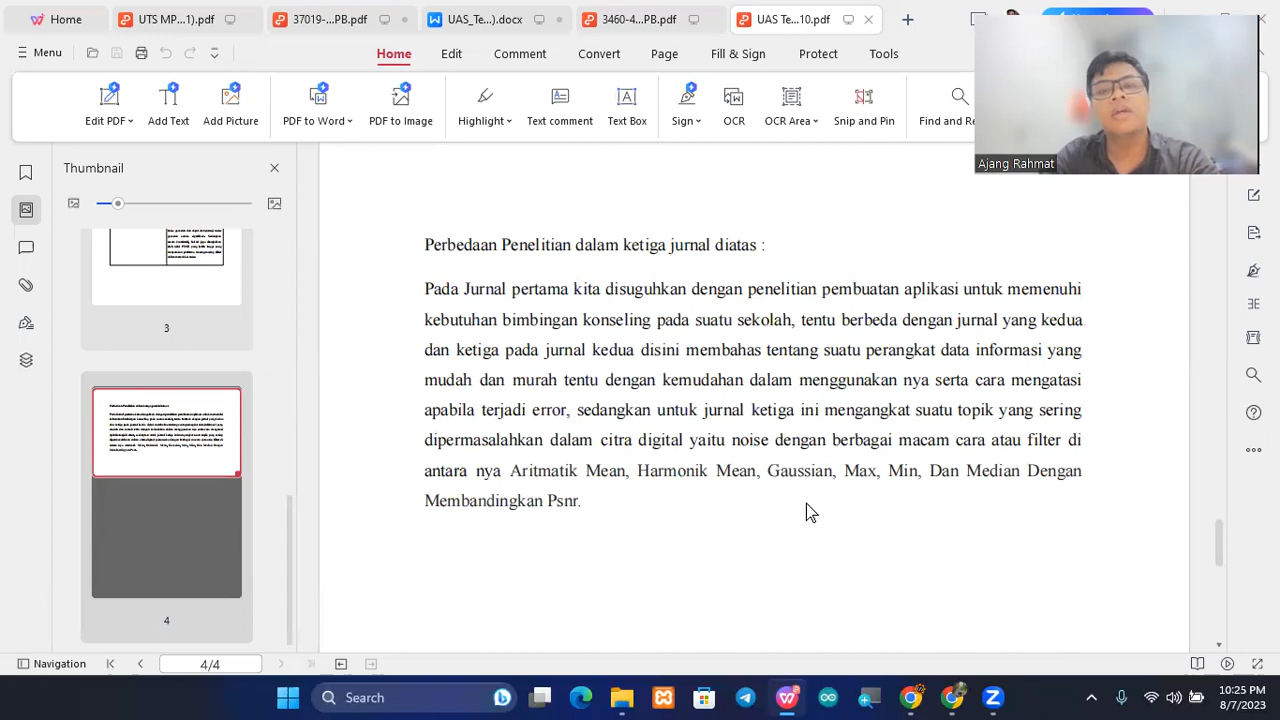 Home
UTS MP...1).pdf
37019-...PB.pdf
UAS_Te...).docx
3460-4...PB.pdf
UAS Te...10.pdf
Menu
Home
Edit
Comment
Convert
Page
Protect
Tools
Edit PDF
Add Text
Add Picture
PDF to Word
PDF to Image
Highlight
Text comment
Text Box
Sign
OCR
OCR Area
Snip and Pin
Find and Re
Ajang Rahmat
Thumbnail
3
4
Perbedaan Penelitian dalam ketiga jurnal diatas :
Pada Jurnal pertama kita disuguhkan dengan penelitian pembuatan aplikasi untuk memenuhi
kebutuhan bimbingan konseling pada suatu sekolah, tentu berbeda dengan jurnal yang kedua
dan ketiga pada jurnal kedua disini membahas tentang suatu perangkat data informasi yang
mudah dan murah tentu dengan kemudahan dalam menggunakan nya serta cara mengatasi
apabila terjadi error, sedangkan untuk jurnal ketiga ini mengangkat suatu topik yang sering
dipermasalahkan dalam citra digital yaitu noise dengan berbagai macam cara atau filter di
antara nya Aritmatik Mean, Harmonik Mean, Gaussian, Max, Min, Dan Median Dengan
Membandingkan Psnr.
Navigation
4/4
Search
10:25 PM
8/7/2023